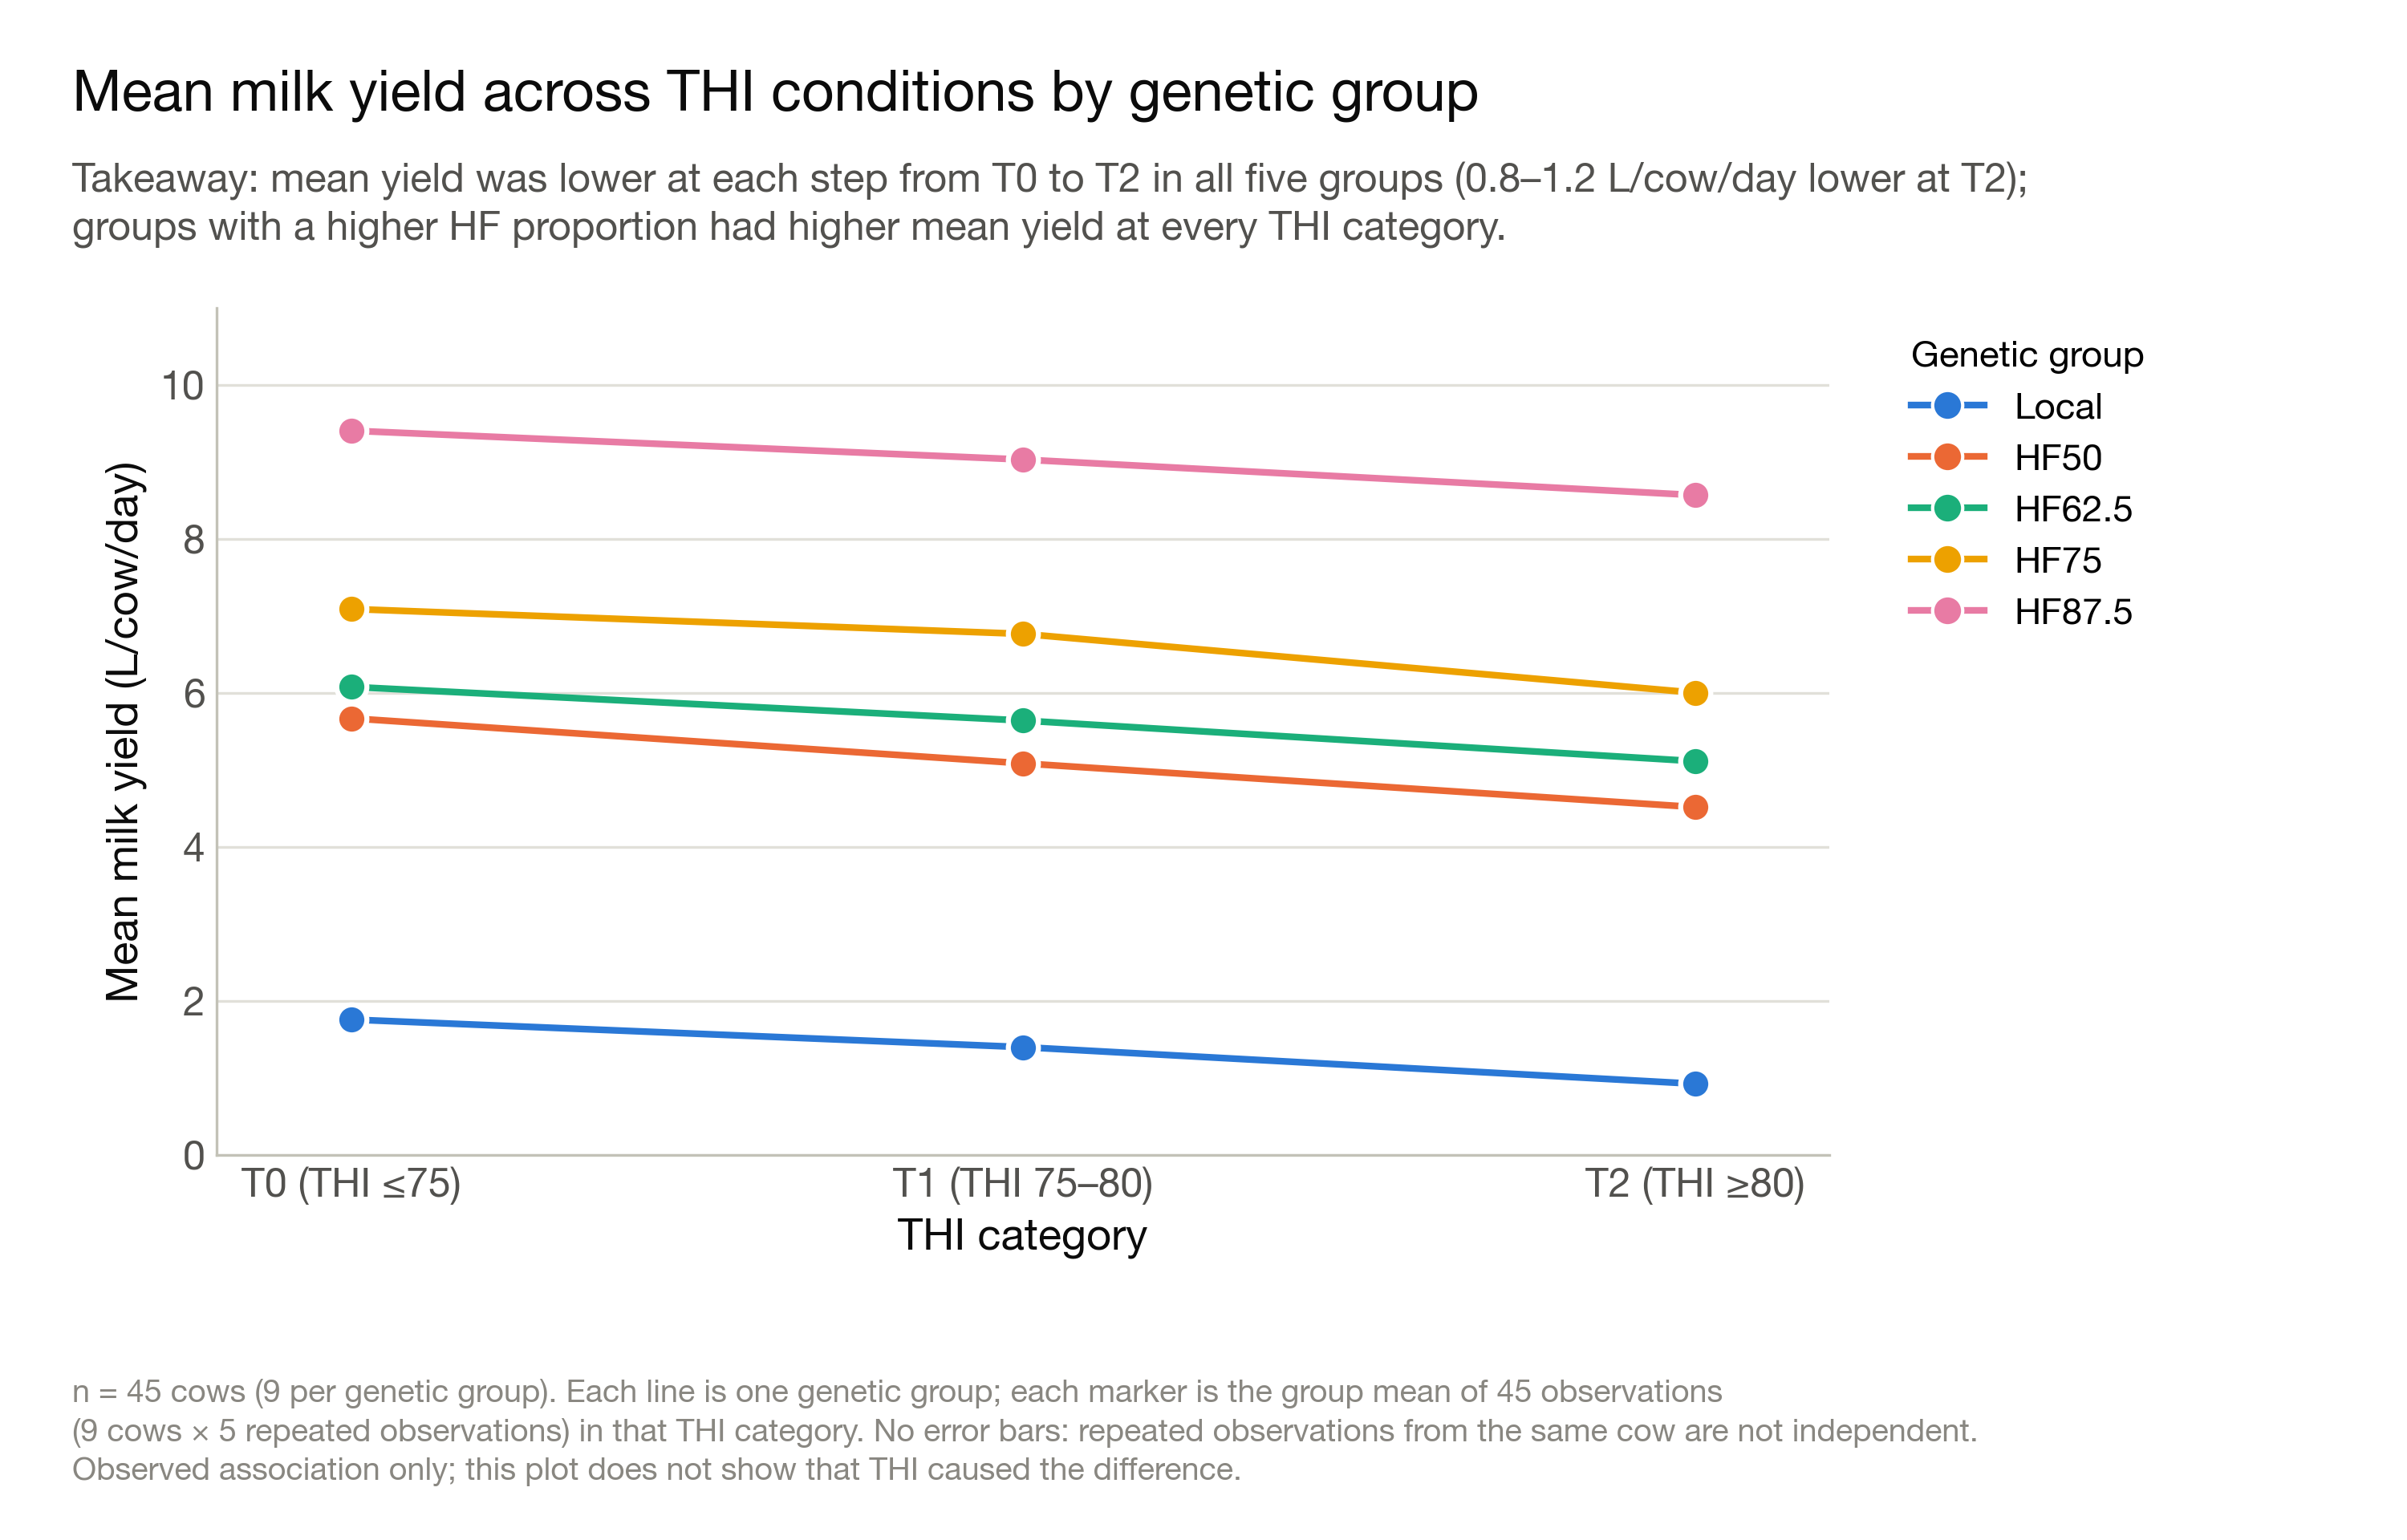 Mean milk yield across THI conditions by genetic group
Takeaway: mean yield was lower at each step from T0 to T2 in all five groups (0.8–1.2 L/cow/day lower at T2);
groups with a higher HF proportion had higher mean yield at every THI category.
Mean milk yield (L/cow/day)
10
8
6
4
2
0
T0 (THI ≤75)
T1 (THI 75–80)
T2 (THI ≥80)
THI category
Genetic group
Local
HF50
HF62.5
HF75
HF87.5
n = 45 cows (9 per genetic group). Each line is one genetic group; each marker is the group mean of 45 observations
(9 cows × 5 repeated observations) in that THI category. No error bars: repeated observations from the same cow are not independent.
Observed association only; this plot does not show that THI caused the difference.